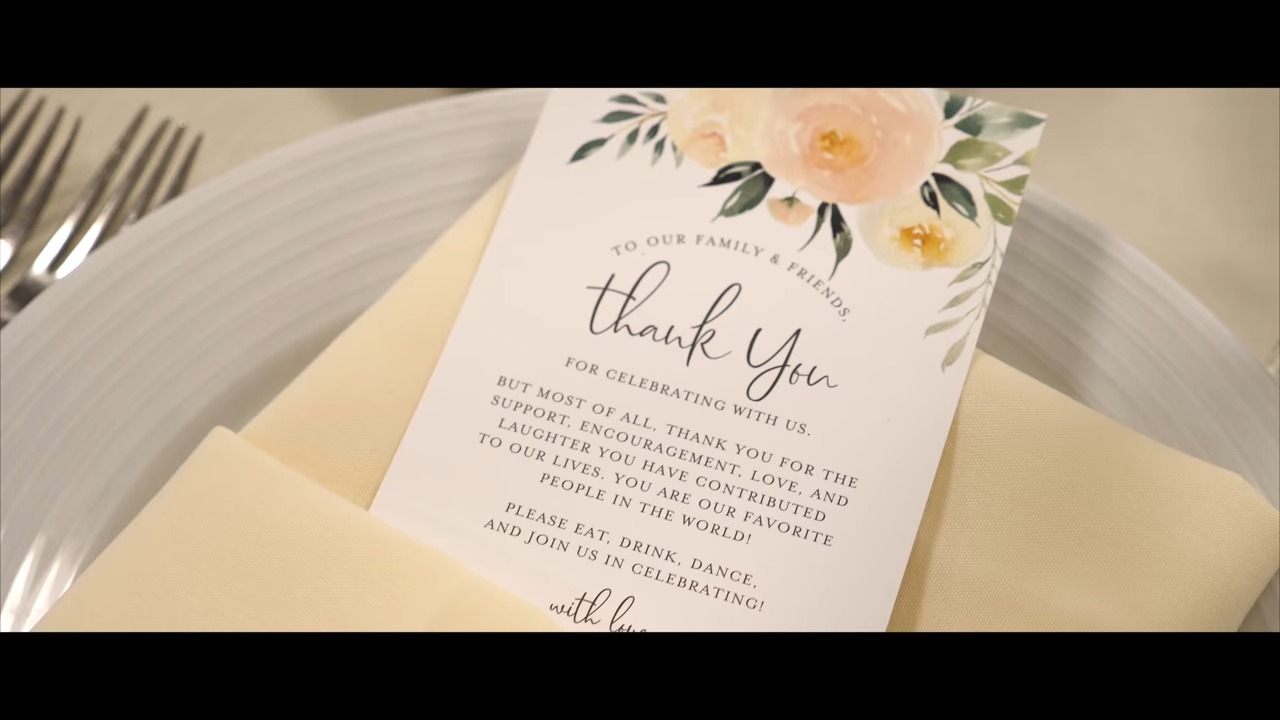 TO OUR FAMILY & FRIENDS,
thank You
FOR CELEBRATING WITH US.
BUT MOST OF ALL, THANK YOU FOR THE
SUPPORT, ENCOURAGEMENT, LOVE, AND
LAUGHTER YOU HAVE CONTRIBUTED
TO OUR LIVES. YOU ARE OUR FAVORITE
PEOPLE IN THE WORLD!
PLEASE EAT, DRINK, DANCE,
AND JOIN US IN CELEBRATING!
with love